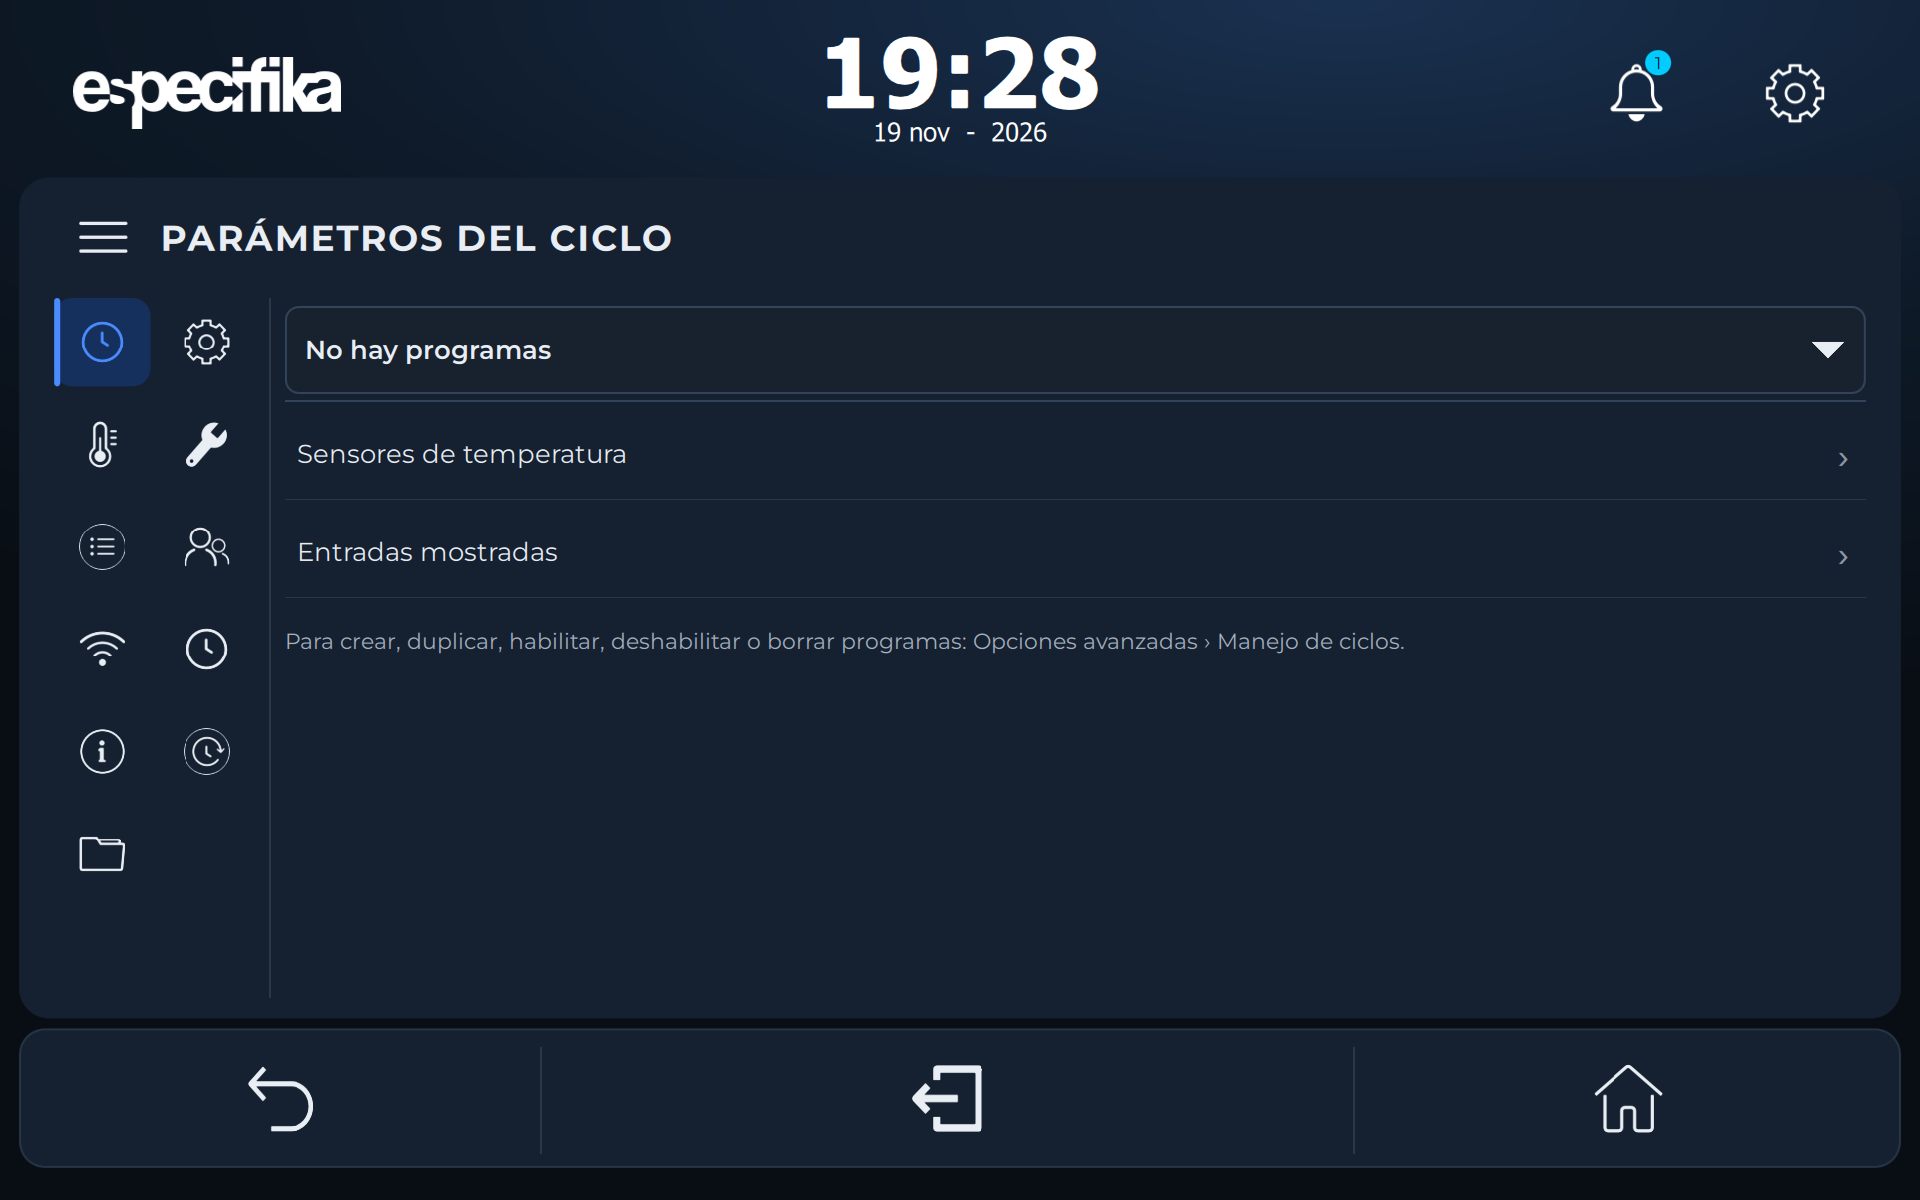 especifika
19:28
1
19 nov - 2026
PARÁMETROS DEL CICLO
No hay programas
Sensores de temperatura
Entradas mostradas
Para crear, duplicar, habilitar, deshabilitar o borrar programas: Opciones avanzadas › Manejo de ciclos.